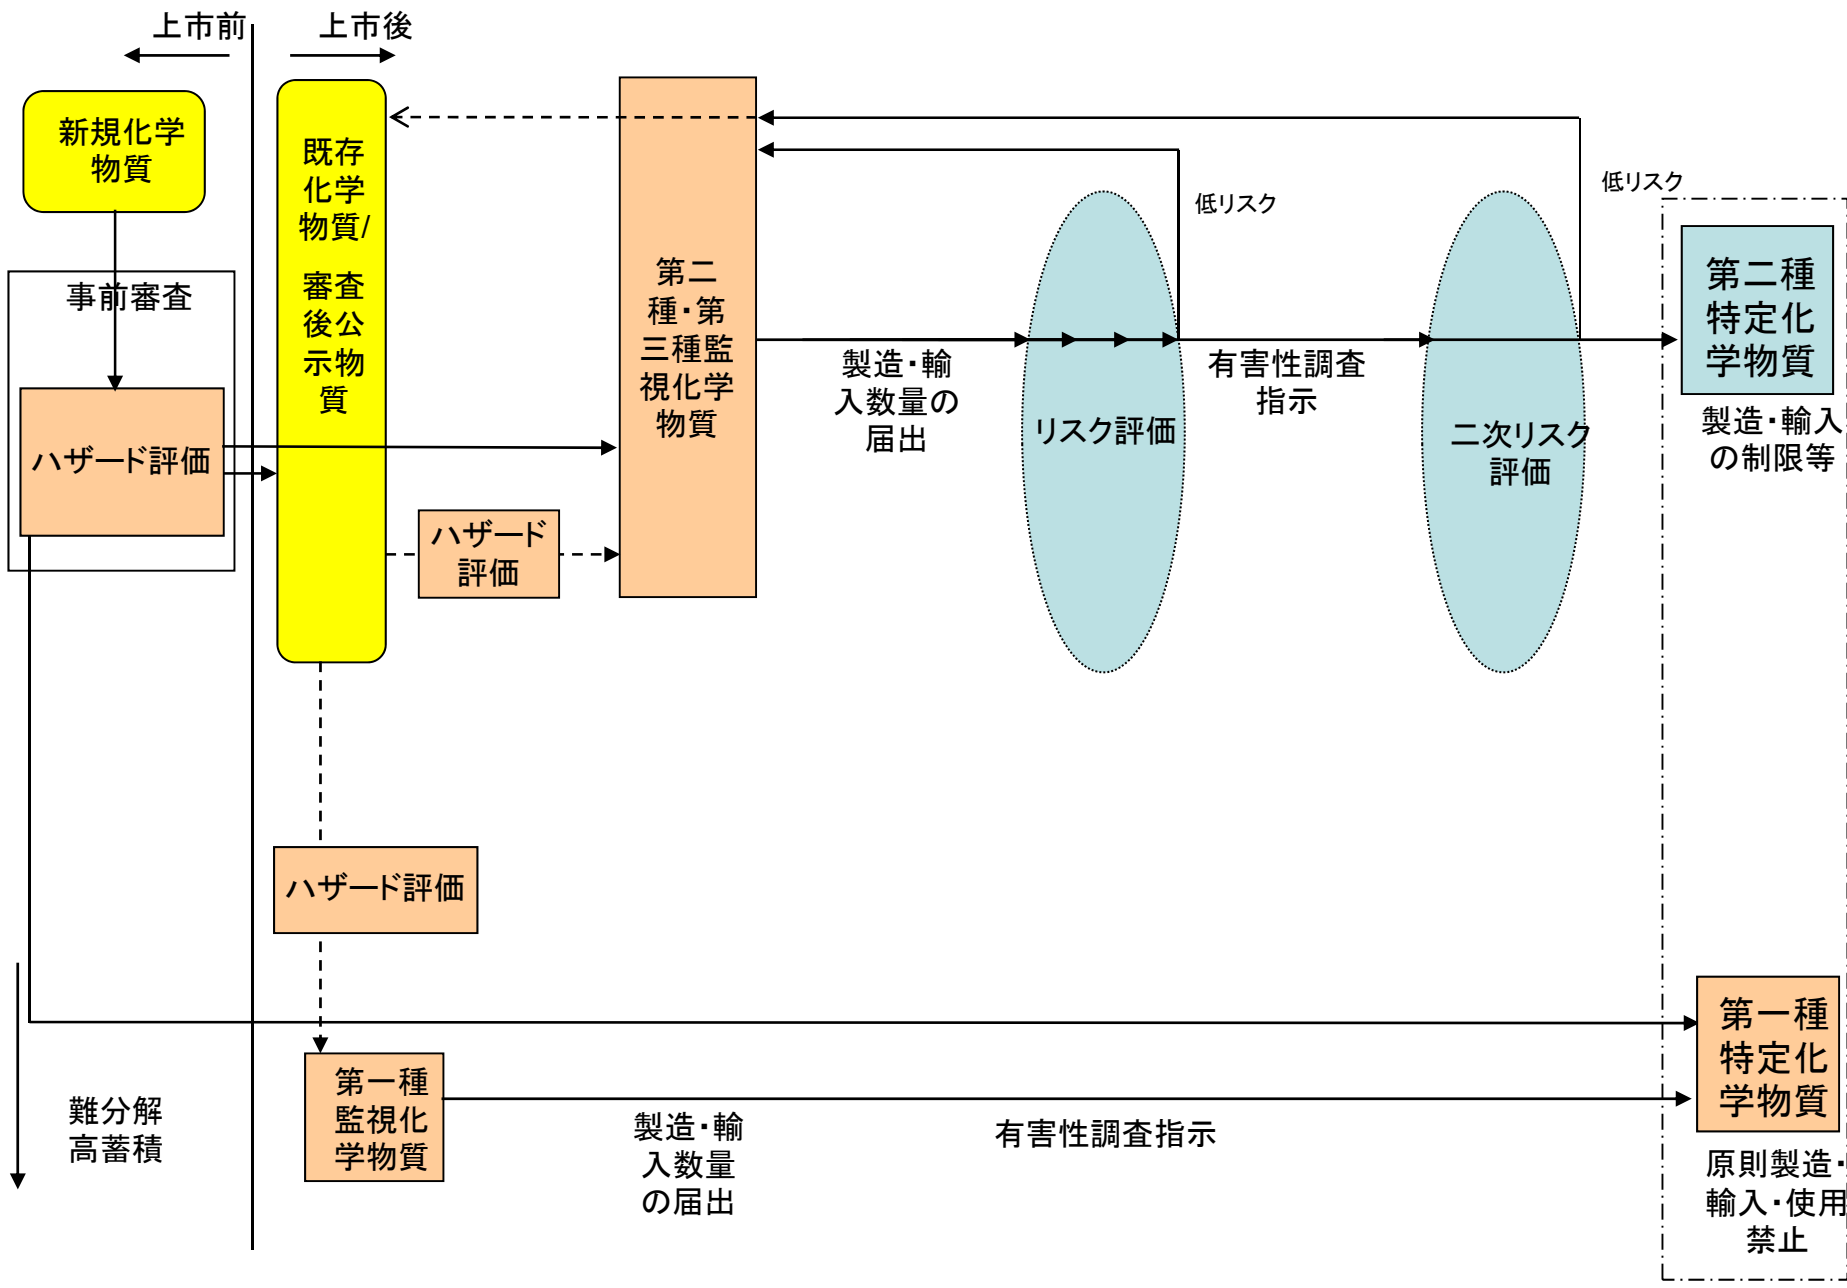 上市前
上市後
新規化学
物質
事前審査
ハザード評価
既存
化学
物質/
審査
後公
示物
質
ハザード
評価
第二
種・第
三種監
視化学
物質
製造・輸
入数量の
届出
リスク評価
低リスク
有害性調査
指示
二次リスク
評価
低リスク
第二種
特定化
学物質
製造・輸入
の制限等
ハザード評価
難分解
高蓄積
第一種
監視化
学物質
製造・輸
入数量
の届出
有害性調査指示
第一種
特定化
学物質
原則製造・
輸入・使用
禁止